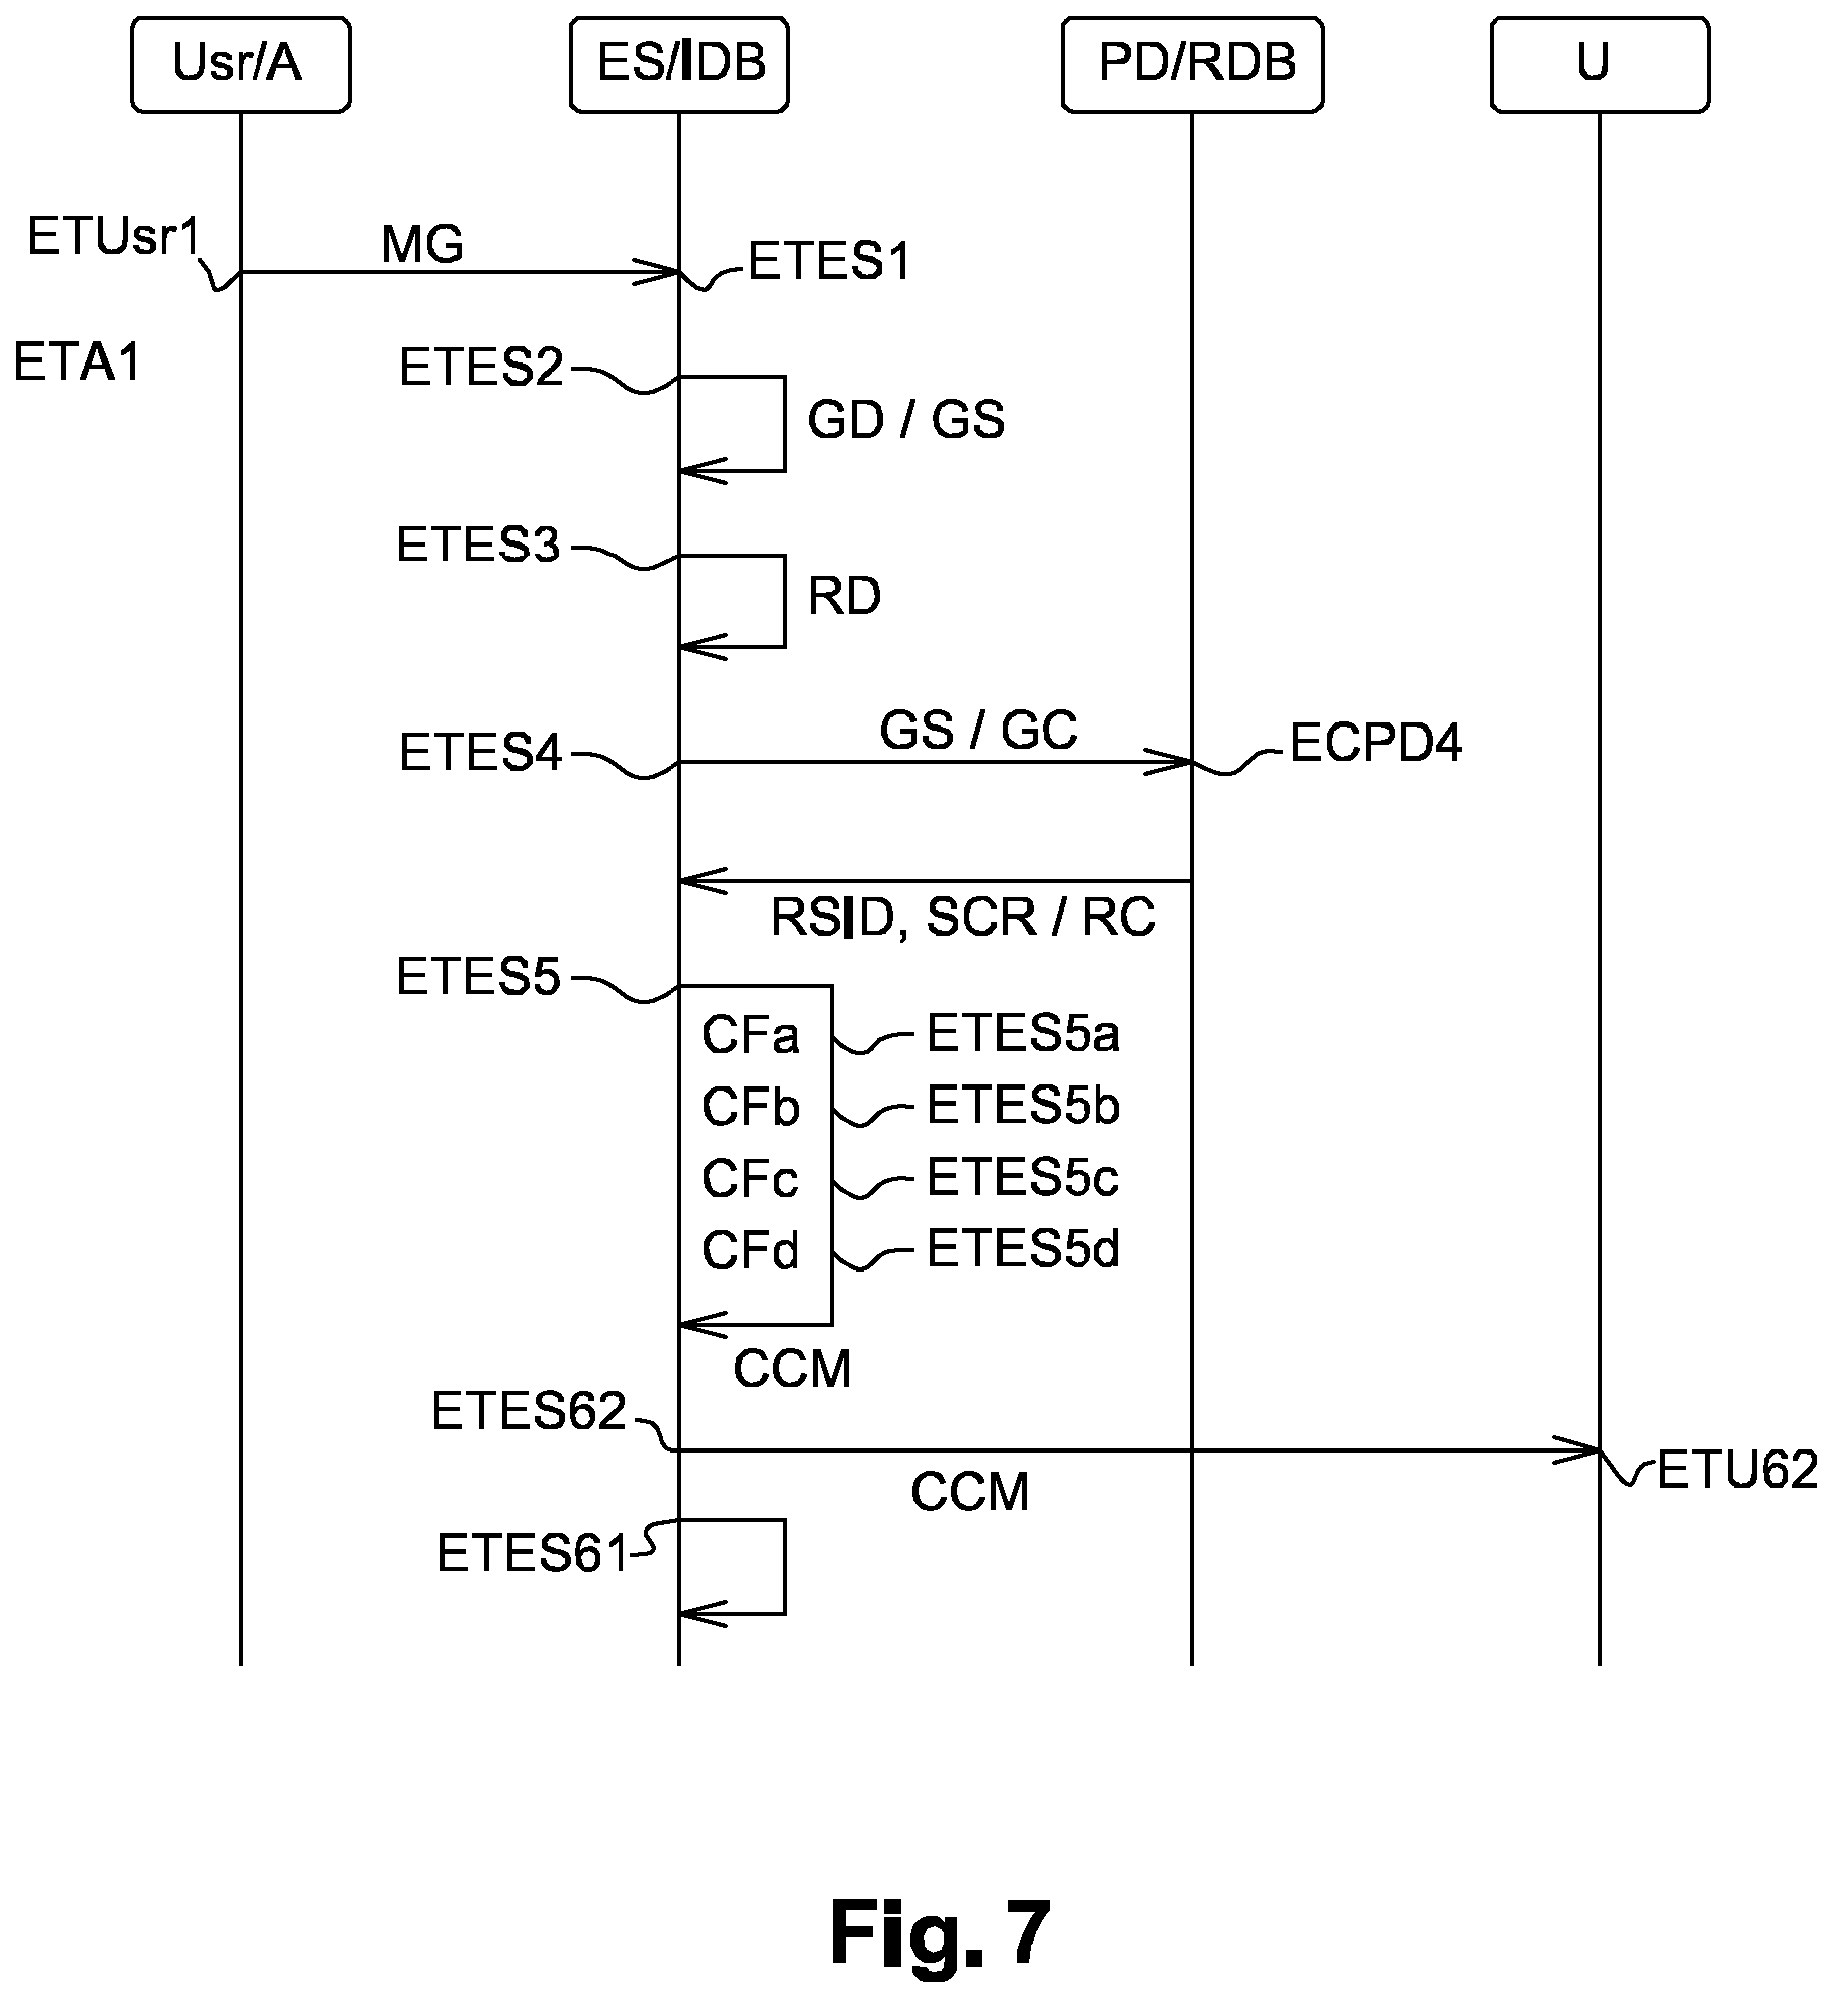 Usr/A ES/IDB PD/RDB U
ETUsr1 MG ETES1
ETA1 ETES2
GD / GS
ETES3
RD
GS / GC
ETES4 ECPD4
RSID, SCR / RC
ETES5
CFa ETES5a
CFb ETES5b
CFc ETES5c
CFd ETES5d
CCM
ETES62
CCM ETU62
ETES61
Fig. 7